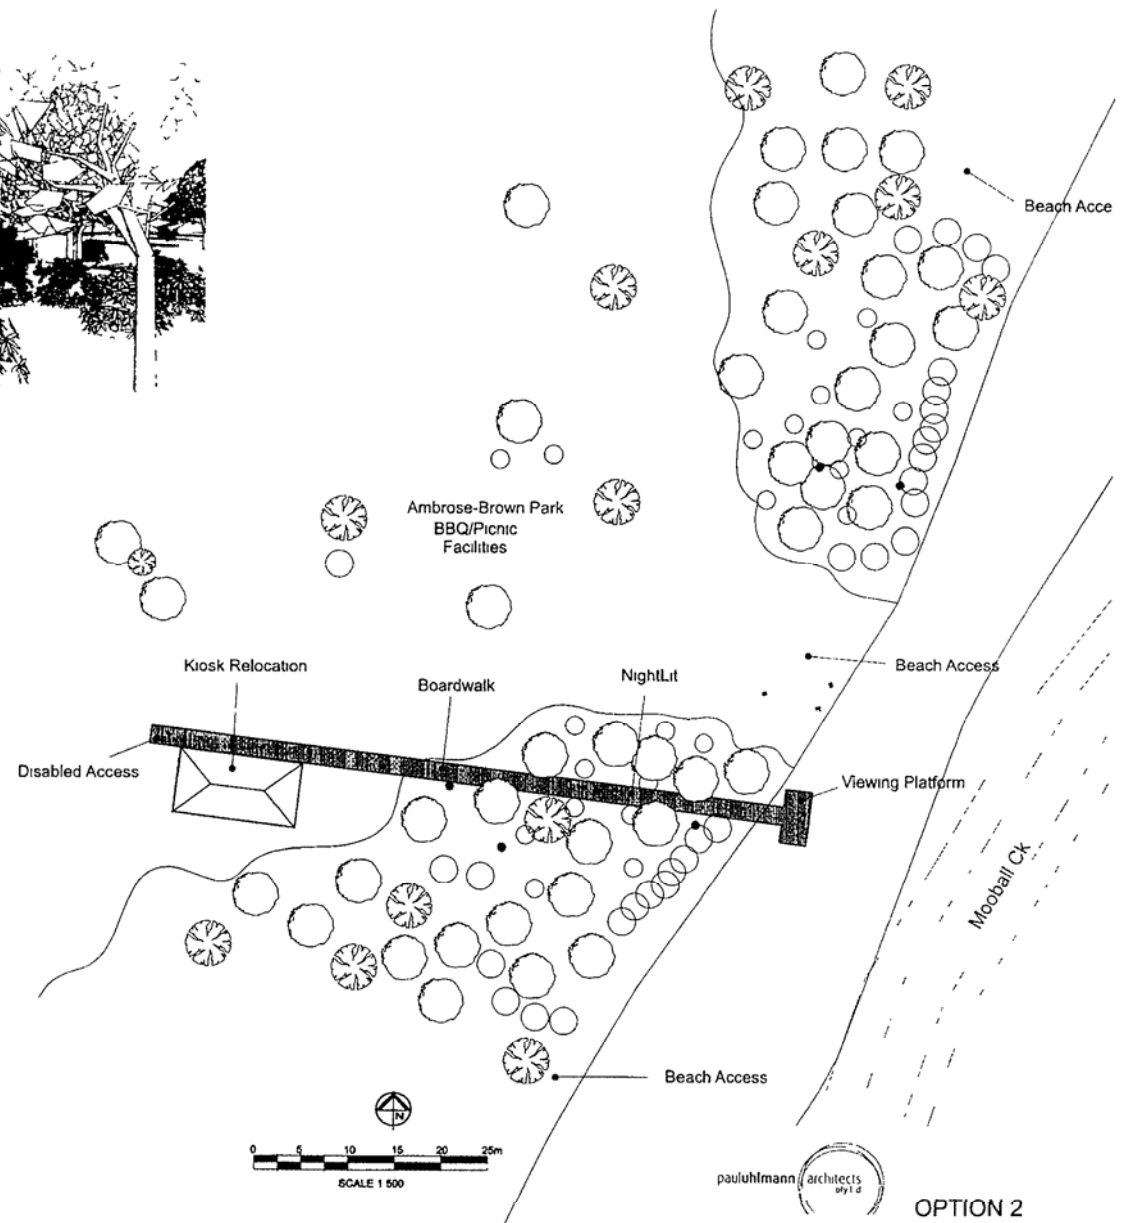 Beach Acce
Ambrose-Brown Park
BBQ/Picnic
Facilities
Kiosk Relocation
Boardwalk
NightLit
Beach Access
Disabled Access
Viewing Platform
Mooball Ck
Beach Access
N
0 5 10 15 20 25m
SCALE 1 500
pauluhlmann architects
pty l d
OPTION 2